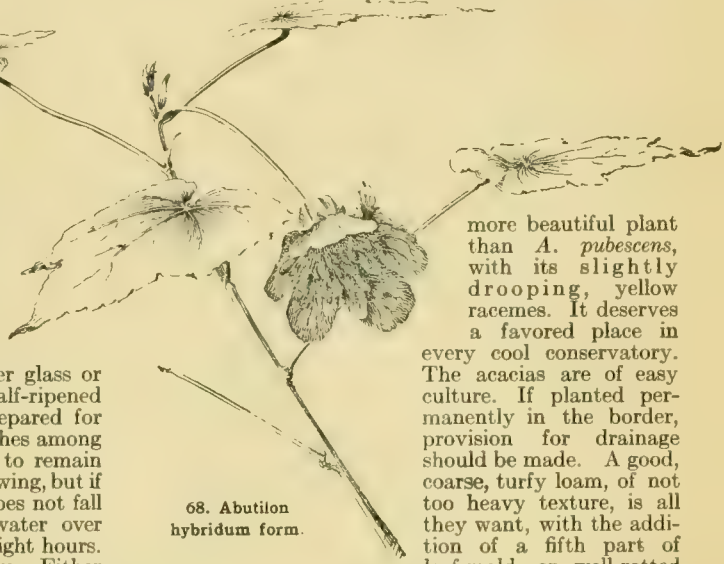 er glass or
alf-ripened
epared for
hes among
to remain
wing, but if
oes not fall
water over
ight hours.
Either
68. Abutilon
hybridum form.
more beautiful plant
than A. pubescens,
with its slightly
drooping, yellow
racemes. It deserves
a favored place in
every cool conservatory.
The acacias are of easy
culture. If planted per-
manently in the border,
provision for drainage
should be made. A good,
coarse, turfy loam, of not
too heavy texture, is all
they want, with the addi-
tion of a fifth part of